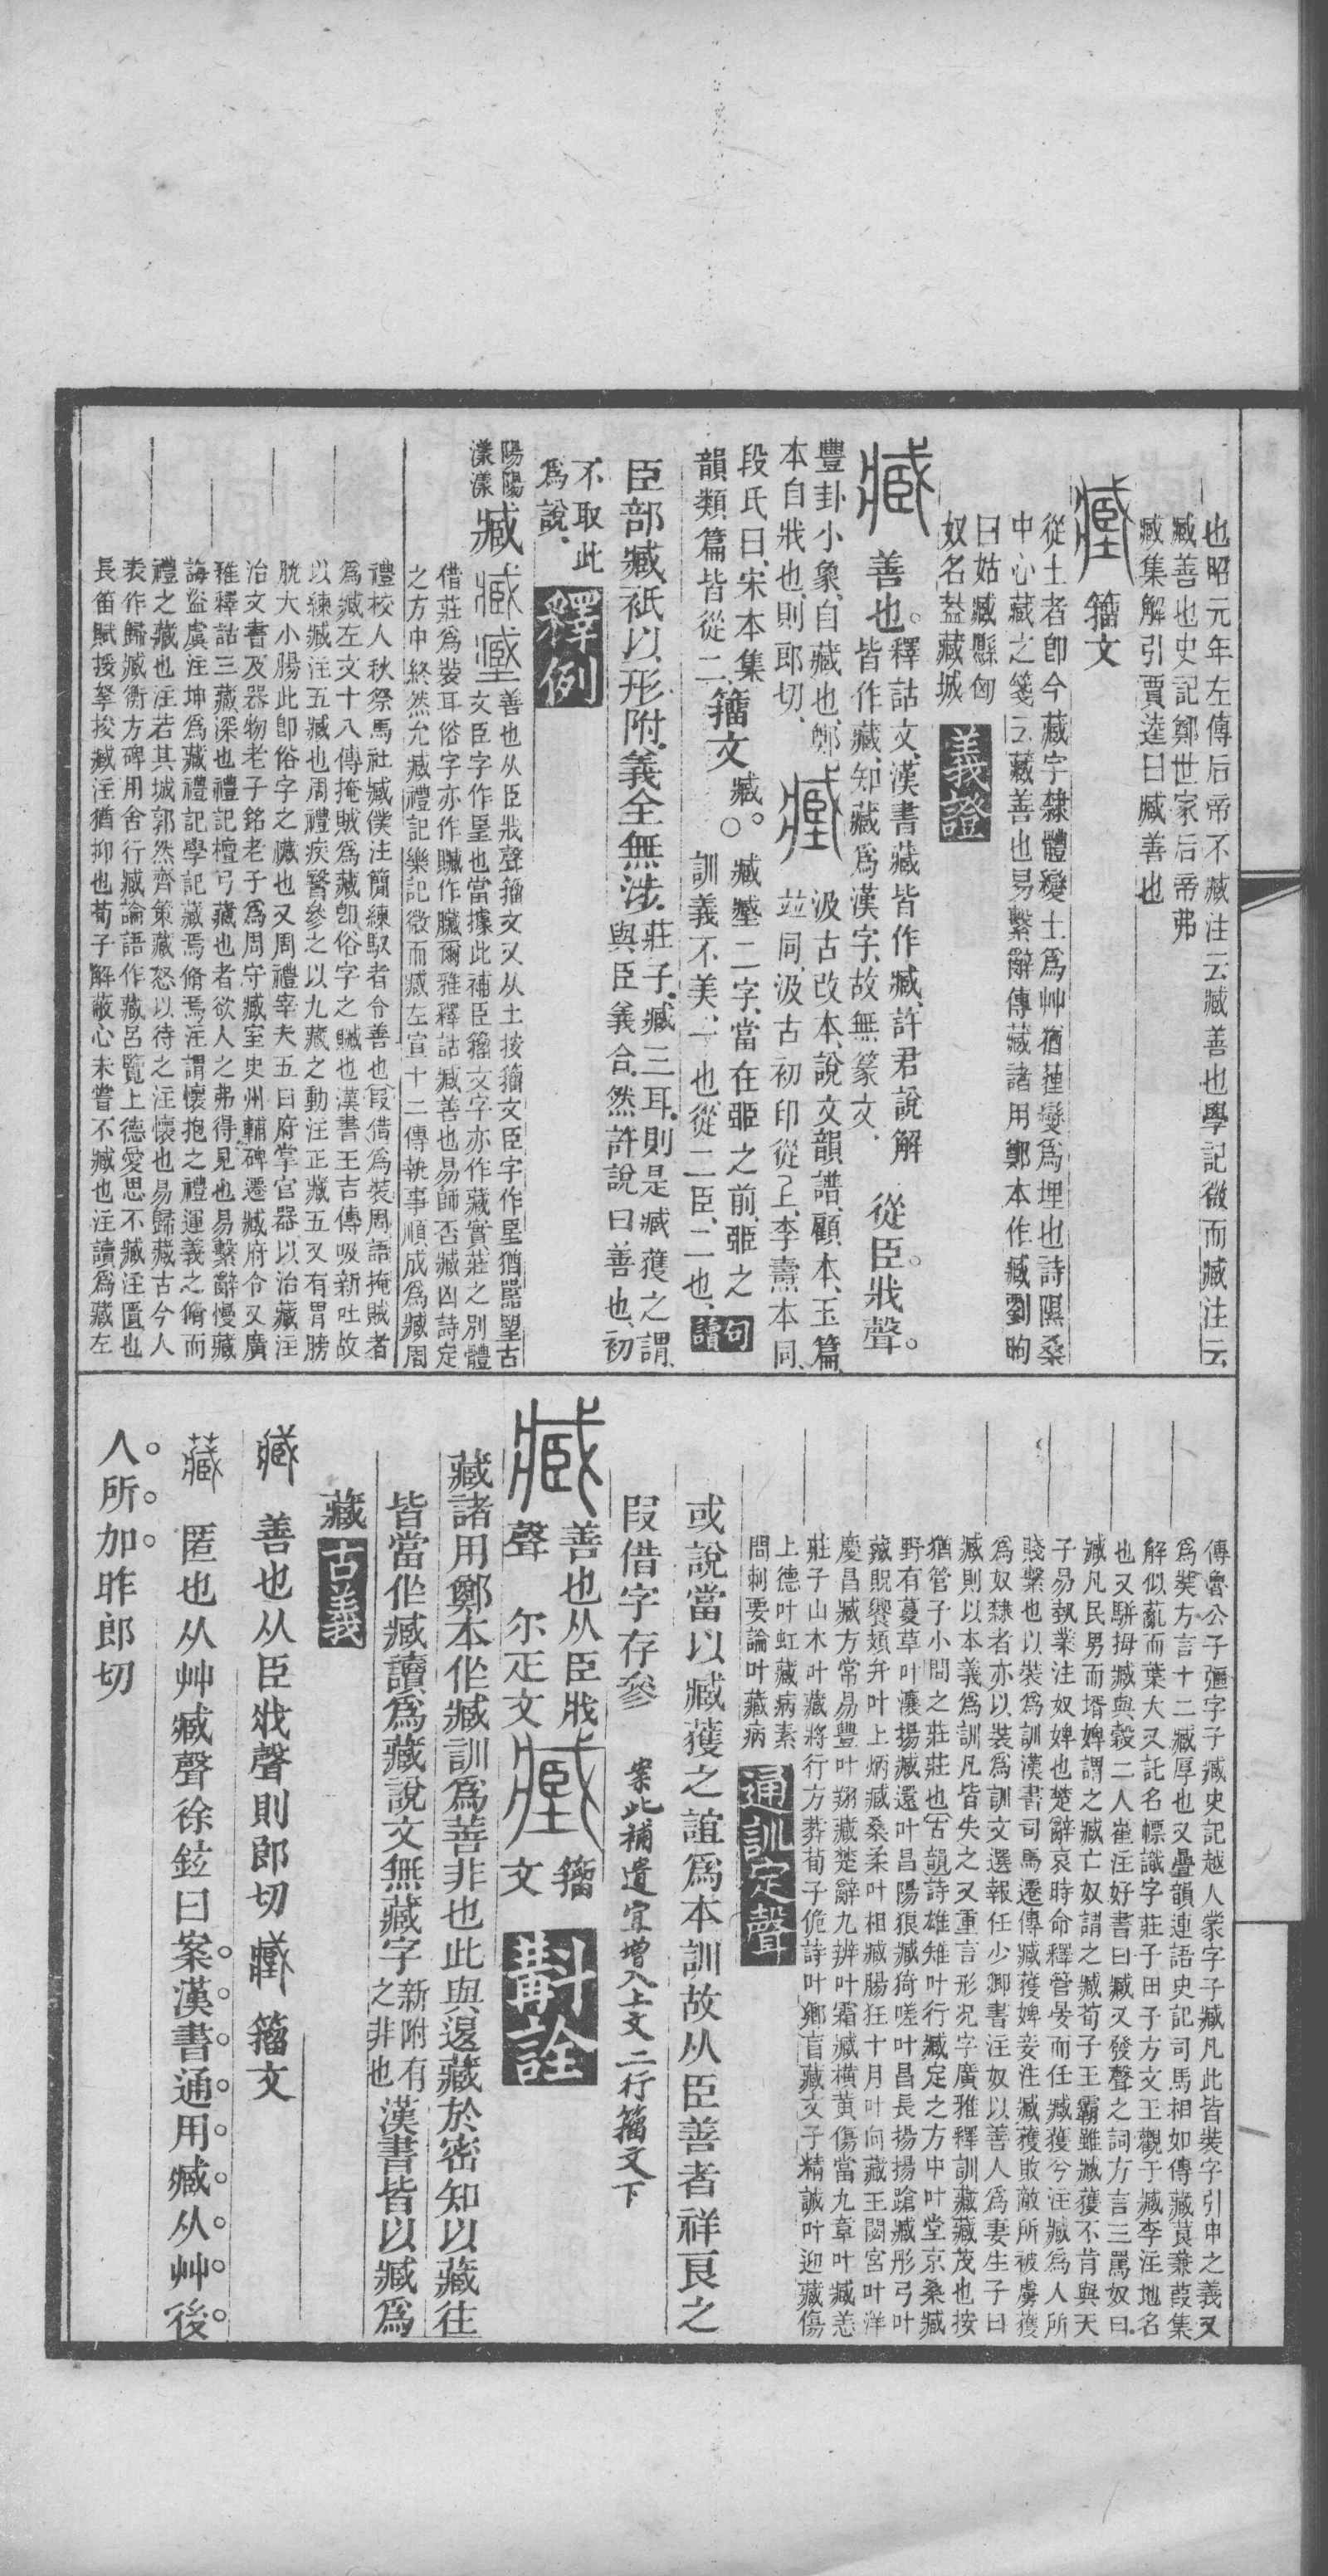 也昭元年左傳后帝不臧注云臧善也學記微而臧注云
臧善也史記鄭世家后帝弗
臧集解引賈逵曰臧善也
籒文
從土者卽今藏字隸體變土爲艸猶薶變爲埋也詩隰桑
中心藏之箋云藏善也易繫辭傳藏諸用鄭本作臧劉昫
曰姑臧縣匈
奴名葢藏城
義證
臧 善也。釋詁文漢書藏皆作臧許君說解
皆作藏知藏爲漢字故無篆文
從臣。戕聲。
豐卦小象自藏也鄭
本自戕也則郎切
汲古改本說文韻譜顧本玉篇
竝同汲古初印從二李燾本同
段氏曰宋本集
韻類篇皆從二
籒文臧。○
臧二字當在之前之
訓義不美一也從二臣二也
句讀
臣部臧衹以形附義全無涉莊子臧三耳則是臧獲之謂
與臣義合然許說曰善也初
不取此
爲說
釋例
陽陽
漾漾
臧
善也从臣戕聲籒文又从土按籒文臣字作猶古
文臣字作也當據此補臣籒文字亦作藏實莊之別體
借莊爲裝耳俗字亦作贓作臟爾雅釋詁臧善也易師否臧凶詩定
之方中終然允臧禮記樂記微而臧左宣十二傳執事順成爲臧周
禮校人秋祭馬社臧僕注簡練馭者令善也叚借爲裝周語掩賊者
爲臧左文十八傳掩賊爲藏卽俗字之贓也漢書王吉傳吸新吐故
以練臧注五臧也周禮疾醫參之以九藏之動注正藏五又有胃膀
胱大小腸此卽俗字之臟也又周禮宰夫五曰府掌官器以治藏注
治文書及器物老子銘老子爲周守臧室史州輔碑遷臧府令又廣
雅釋詁三藏深也禮記檀弓藏也者欲人之弗得見也易繫辭慢藏
誨盜虞注坤爲藏禮記學記藏焉脩焉注謂懷抱之禮運義之脩而
禮之藏也注若其城郭然齊策藏怒以待之注懷也易歸藏古今人
表作歸臧衡方碑用舍行臧論語作藏呂覽上德愛思不臧注匿也
長笛賦挼拏捘臧注猶抑也荀子解蔽心未嘗不臧也注讀爲藏左
傳魯公子彄字子臧史記越人蒙字子臧凡此皆裝字引申之義又
爲奘方言十二臧厚也又疊韻連語史記司馬相如傳藏莨蒹葭集
解似薍而葉大又託名幖識字莊子田子方文王觀于臧李注地名
也又駢拇臧與穀二人崔注好書曰臧又發聲之詞方言三罵奴曰
臧凡民男而壻婢謂之臧亡奴謂之臧荀子王霸雖臧獲不肯與天
子易埶業注奴婢也楚辭哀時命釋管晏而任臧獲兮注臧爲人所
賤繫也以裝爲訓漢書司馬遷傳臧獲婢妾注臧獲敗敵所被虜獲
爲奴隸者亦以裝爲訓文選報任少卿書注奴以善人爲妻生子曰
臧則以本義爲訓凡皆失之又重言形況字廣雅釋訓藏藏茂也按
猶管子小問之莊莊也古韻詩雄雉叶行臧定之方中叶堂京桑臧
野有蔓草叶瀼揚臧還叶昌陽狼臧猗嗟叶昌長揚揚蹌臧彤弓叶
藏貺饗頍弁叶上炳臧桑柔叶相臧腸狂十月叶向藏王閟宮叶洋
慶昌臧方常易豐叶翔藏楚辭九辨叶霜臧橫黃傷當九章叶臧恙
莊子山木叶藏將行方莽荀子佹詩叶鄉盲藏文子精誠叶迎藏傷
上德叶虹藏病素
問刺要論叶藏病
通訓定聲
或說當以臧獲之誼爲本訓故从臣善者祥良之
叚借字存參
案此補遺宜增入上文二行籒文下
善也从臣戕
聲 尔疋文
籒
文
斠詮
藏諸用鄭本作臧訓爲善非也此與退藏於密知以藏往
皆當作臧讀爲藏說文無藏字新附有
之非也
漢書皆以臧爲
藏
古義
臧 善也从臣戕聲則郎切 籒文
藏 匿也从艸臧聲徐鉉曰案漢書通用臧从艸後
人所加昨郎切